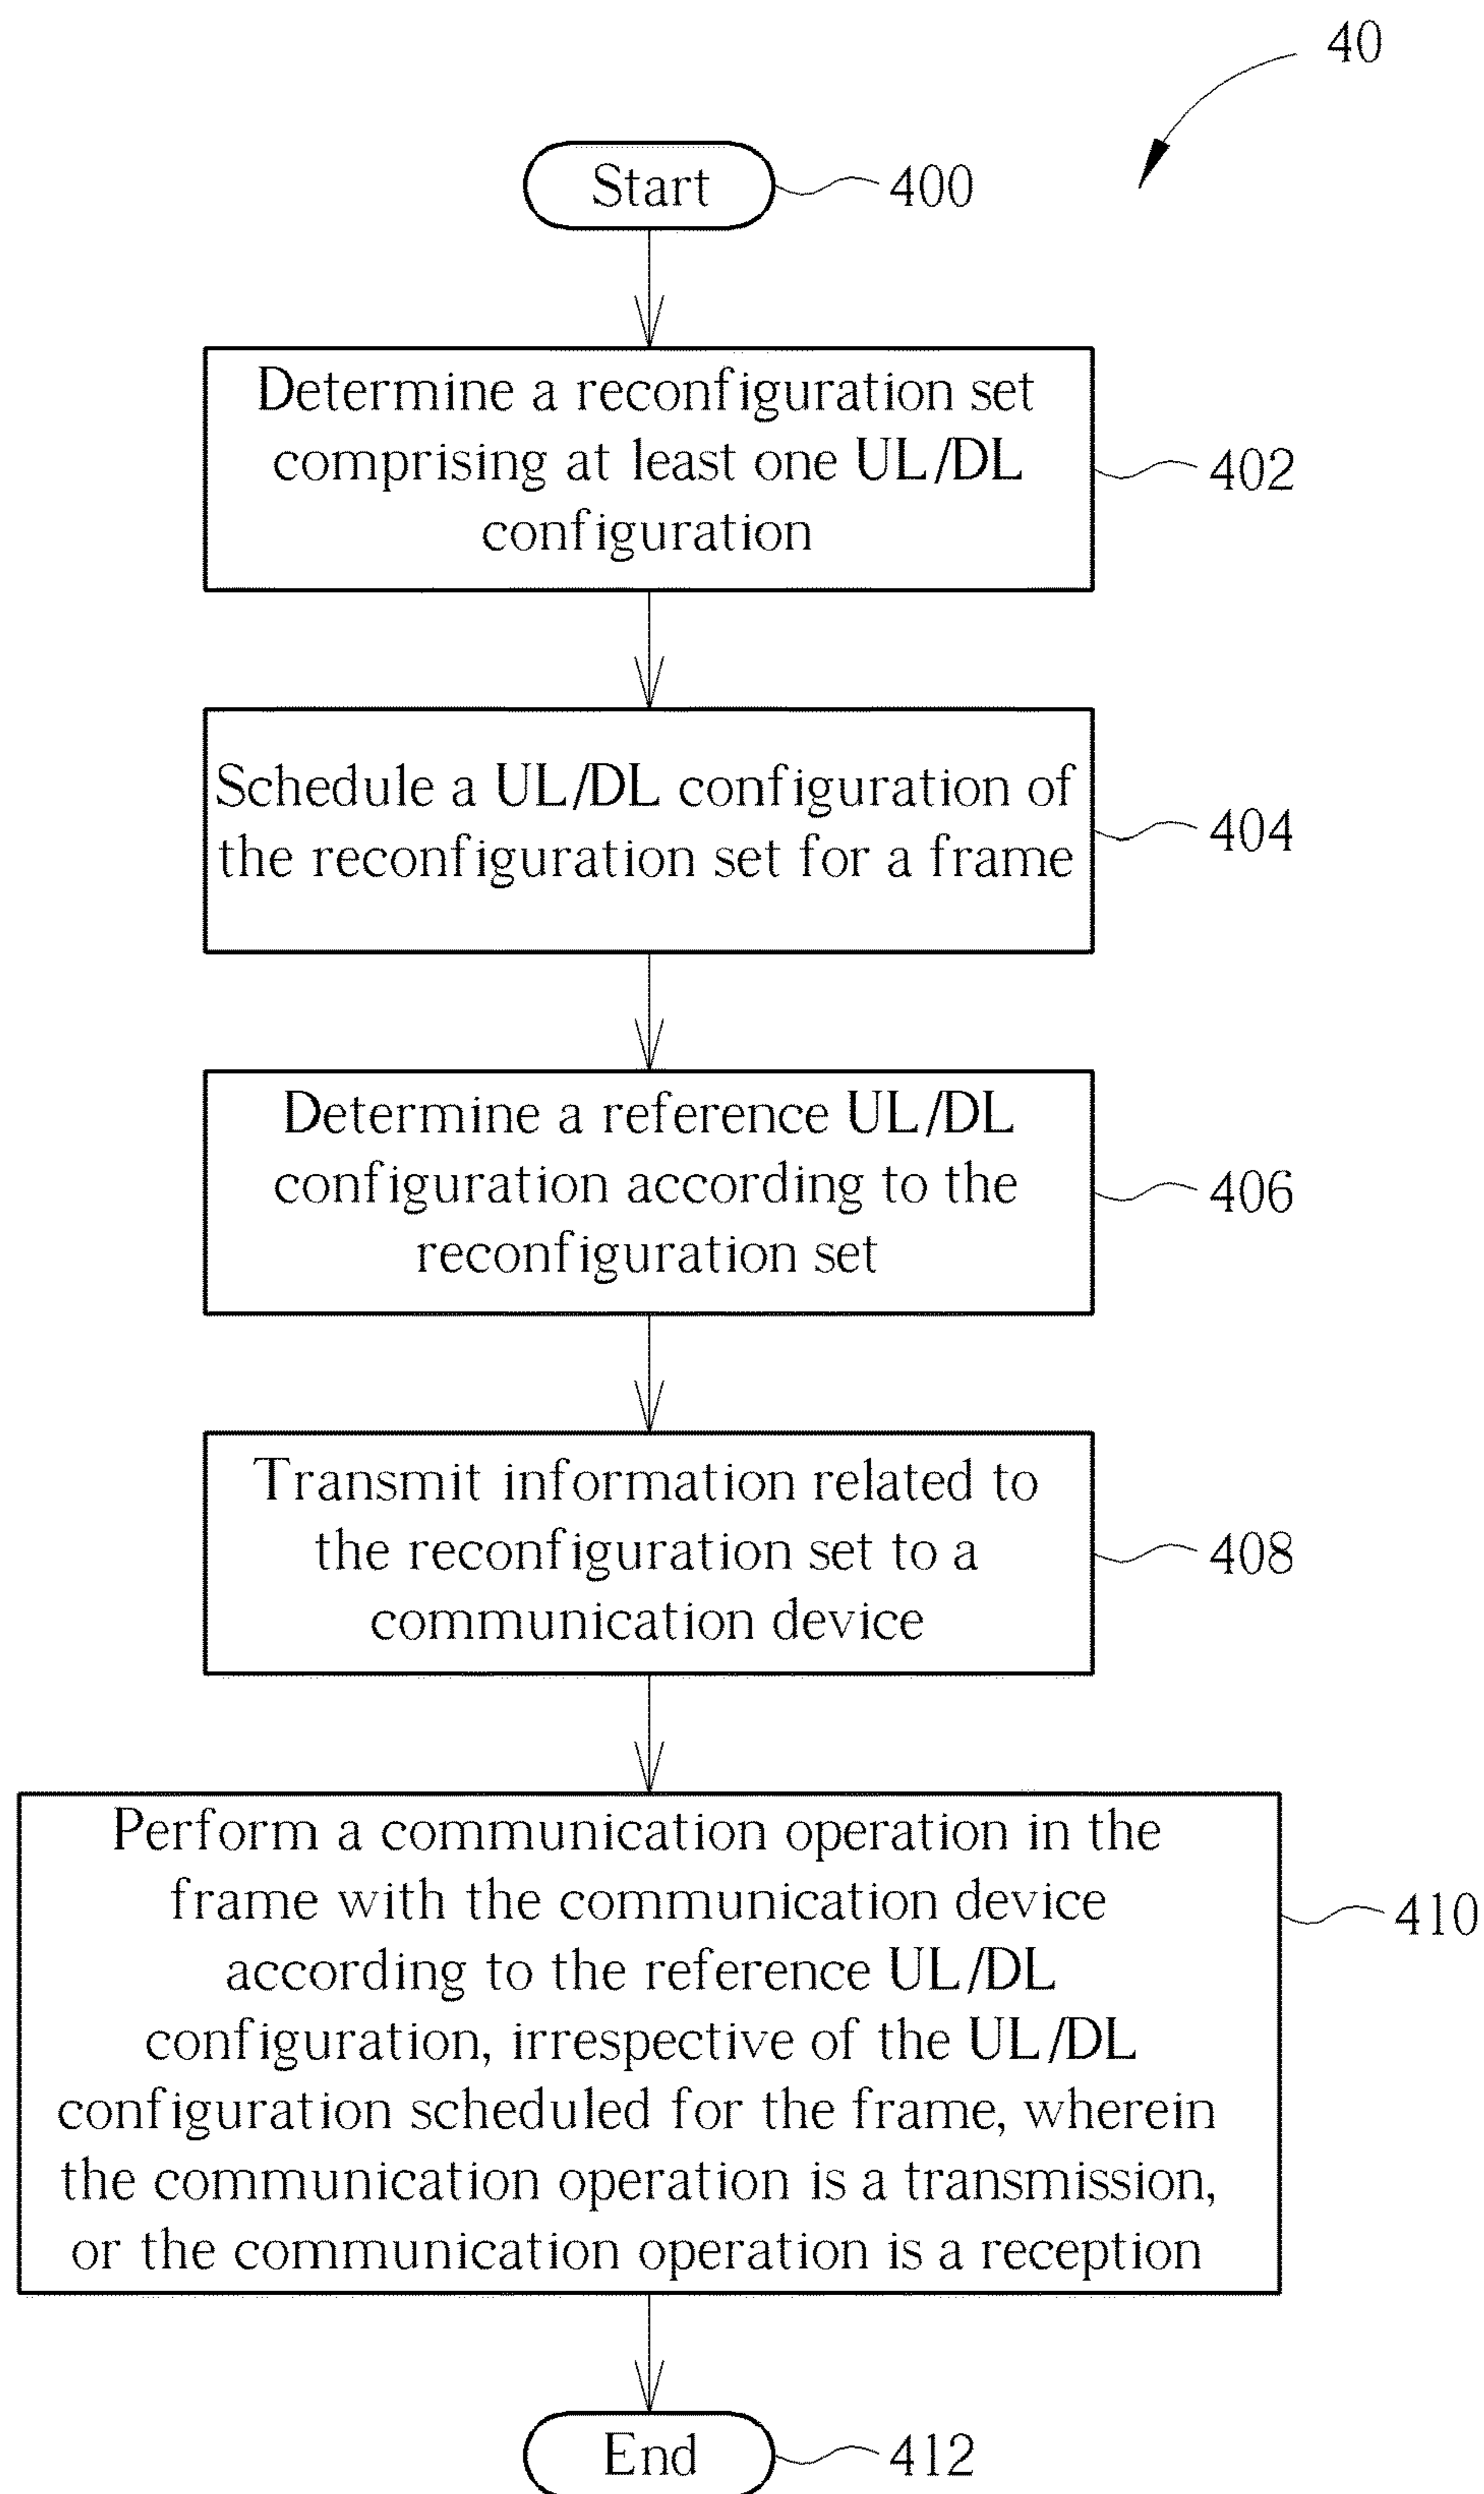 40
Start
400
Determine a reconfiguration set
comprising at least one UL/DL
configuration
402
Schedule a UL/DL configuration of
the reconfiguration set for a frame
404
Determine a reference UL/DL
configuration according to the
reconfiguration set
406
Transmit information related to
the reconfiguration set to a
communication device
408
Perform a communication operation in the
frame with the communication device
according to the reference UL/DL
configuration, irrespective of the UL/DL
configuration scheduled for the frame, wherein
the communication operation is a transmission,
or the communication operation is a reception
410
End
412